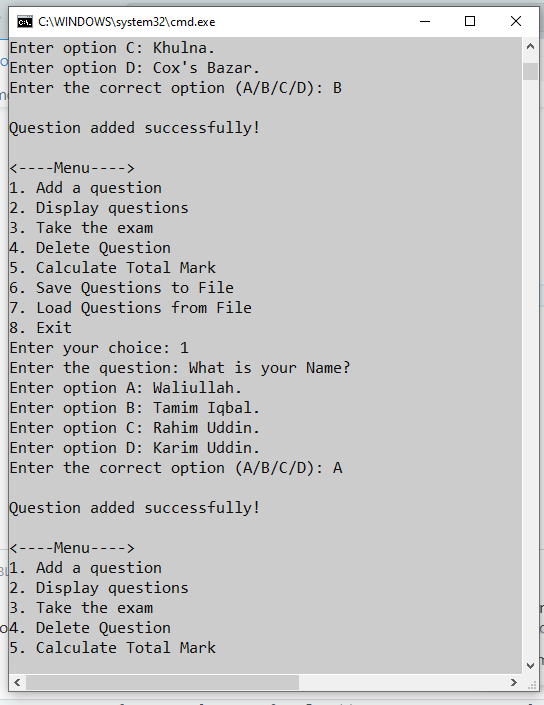 C:\WINDOWS\system32\cmd.exe
Enter option C: Khulna.
Enter option D: Cox's Bazar.
Enter the correct option (A/B/C/D): B
Question added successfully!
<----Menu---->
1. Add a question
2. Display questions
3. Take the exam
4. Delete Question
5. Calculate Total Mark
6. Save Questions to File
7. Load Questions from File
8. Exit
Enter your choice: 1
Enter the question: What is your Name?
Enter option A: Waliullah.
Enter option B: Tamim Iqbal.
Enter option C: Rahim Uddin.
Enter option D: Karim Uddin.
Enter the correct option (A/B/C/D): A
Question added successfully!
<----Menu---->
1. Add a question
2. Display questions
3. Take the exam
4. Delete Question
5. Calculate Total Mark